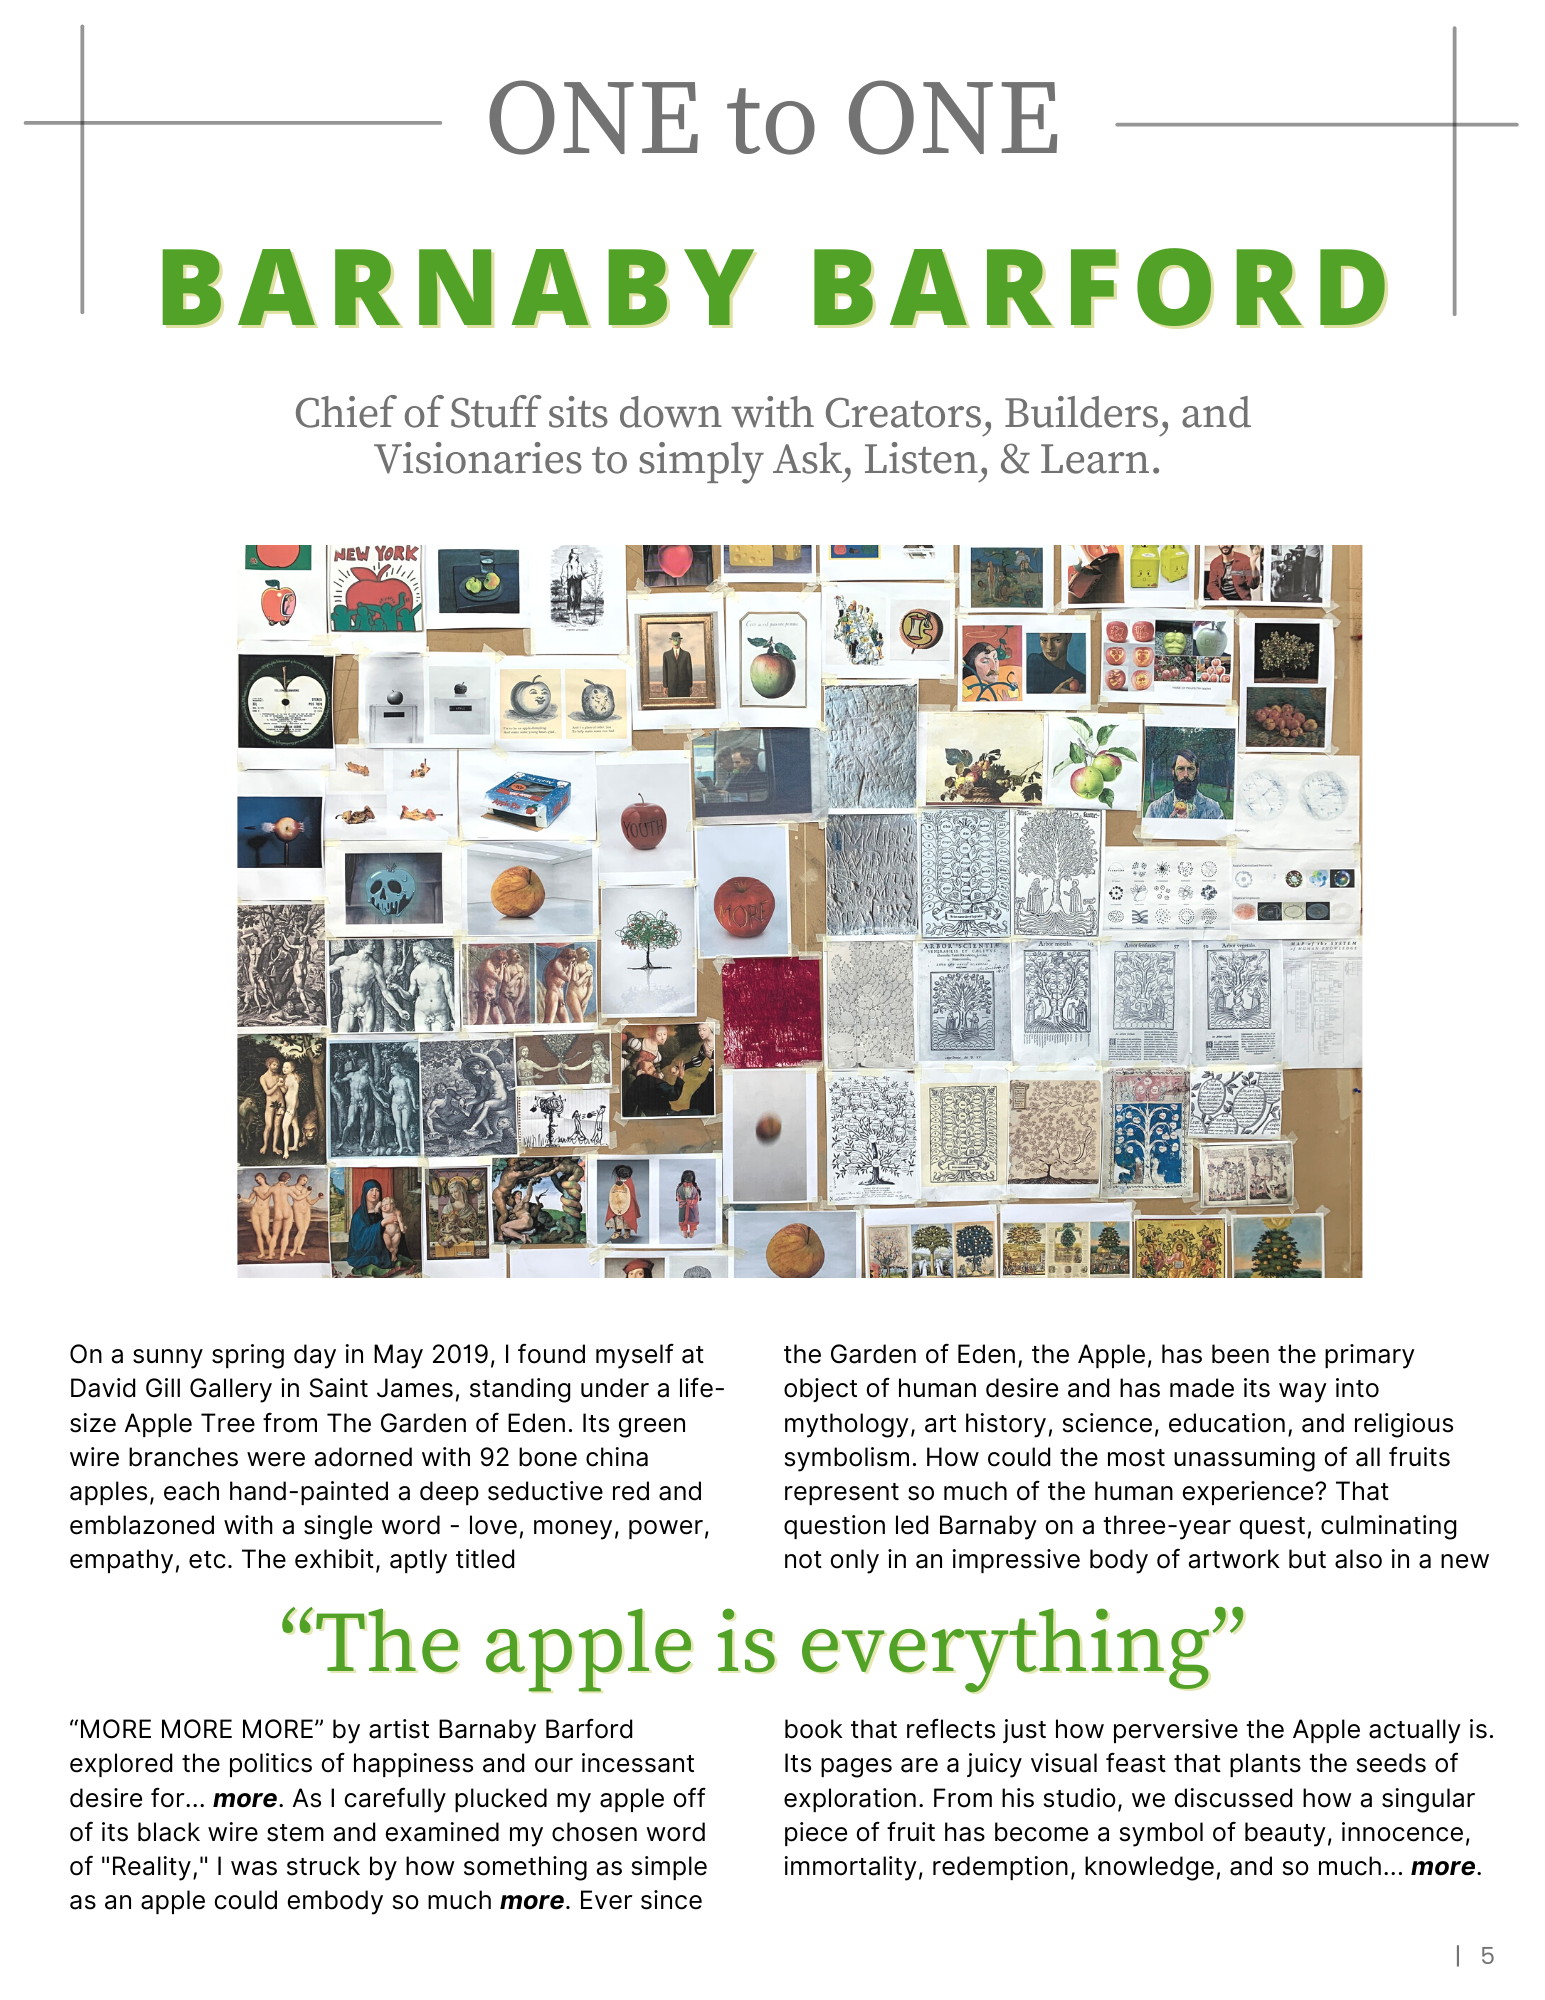 ONE to ONE
BARNABY BARFORD
Chief of Stuff sits down with Creators, Builders, and
Visionaries to simply Ask, Listen, & Learn.
NEW YORK
YOUTH
MORE
ARBOR SCIENTIÆ
MAP of the SYSTEM
of HUMAN KNOWLEDGE
On a sunny spring day in May 2019, I found myself at
David Gill Gallery in Saint James, standing under a life-
size Apple Tree from The Garden of Eden. Its green
wire branches were adorned with 92 bone china
apples, each hand-painted a deep seductive red and
emblazoned with a single word - love, money, power,
empathy, etc. The exhibit, aptly titled
the Garden of Eden, the Apple, has been the primary
object of human desire and has made its way into
mythology, art history, science, education, and religious
symbolism. How could the most unassuming of all fruits
represent so much of the human experience? That
question led Barnaby on a three-year quest, culminating
not only in an impressive body of artwork but also in a new
“The apple is everything”
“MORE MORE MORE” by artist Barnaby Barford
explored the politics of happiness and our incessant
desire for... more. As I carefully plucked my apple off
of its black wire stem and examined my chosen word
of "Reality," I was struck by how something as simple
as an apple could embody so much more. Ever since
book that reflects just how perversive the Apple actually is.
Its pages are a juicy visual feast that plants the seeds of
exploration. From his studio, we discussed how a singular
piece of fruit has become a symbol of beauty, innocence,
immortality, redemption, knowledge, and so much... more.
| 5